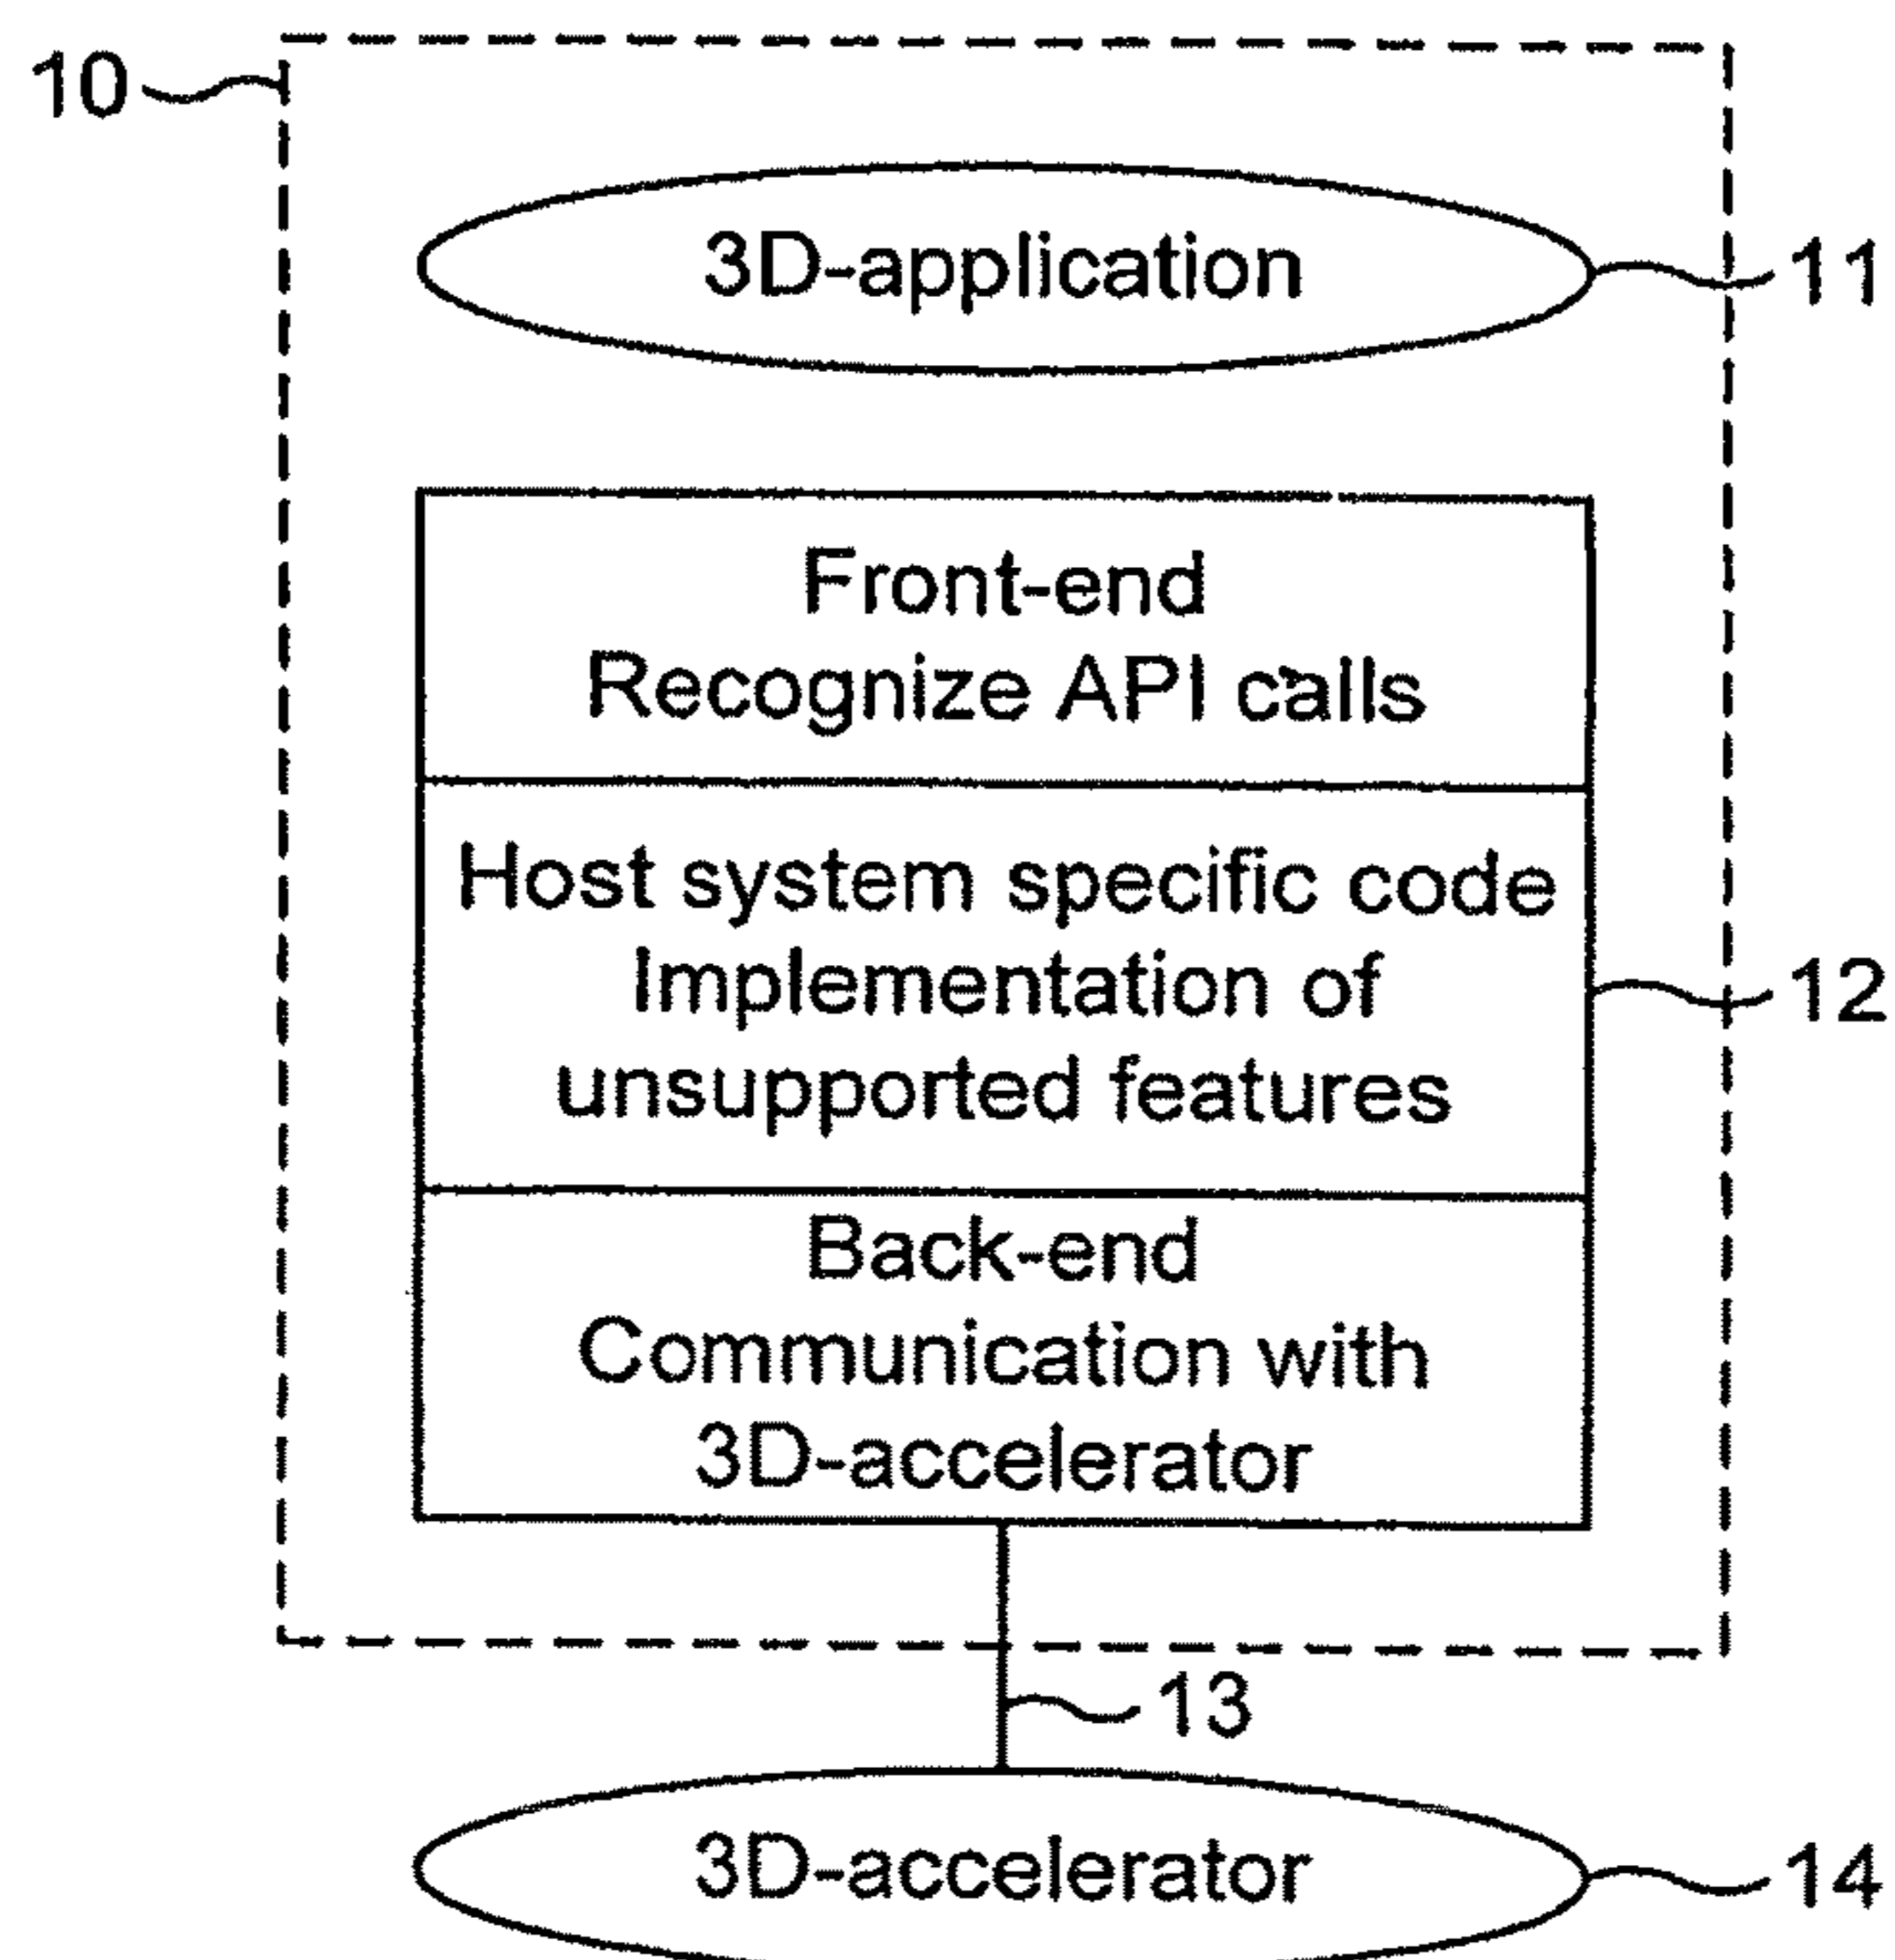 10
3D-application
11
Front-end
Recognize API calls
Host system specific code
Implementation of
unsupported features
12
Back-end
Communication with
3D-accelerator
13
3D-accelerator
14